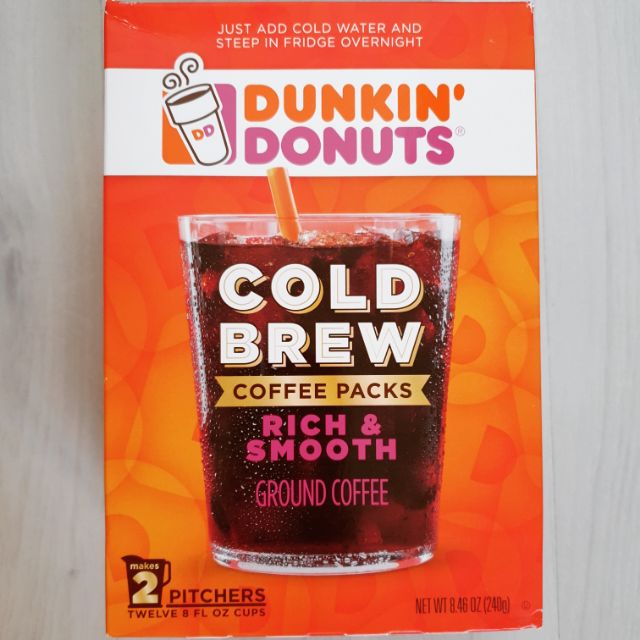 JUST ADD COLD WATER AND
STEEP IN FRIDGE OVERNIGHT
DD
DUNKIN'
DONUTS®
COLD
BREW
COFFEE PACKS
RICH &
SMOOTH
GROUND COFFEE
makes
2 PITCHERS
TWELVE 8 FL OZ CUPS
NET WT 8.46 OZ (240g)